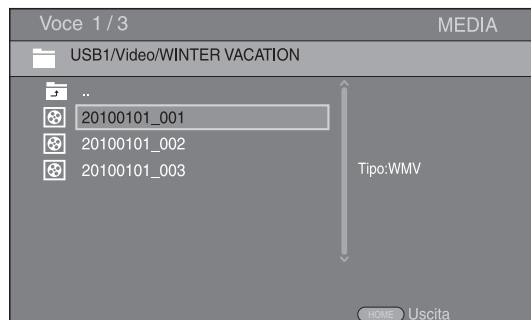 Voce 1 / 3 MEDIA
USB1/Video/WINTER VACATION
..
20100101_001
20100101_002
20100101_003
Tipo:WMV
HOME Uscita